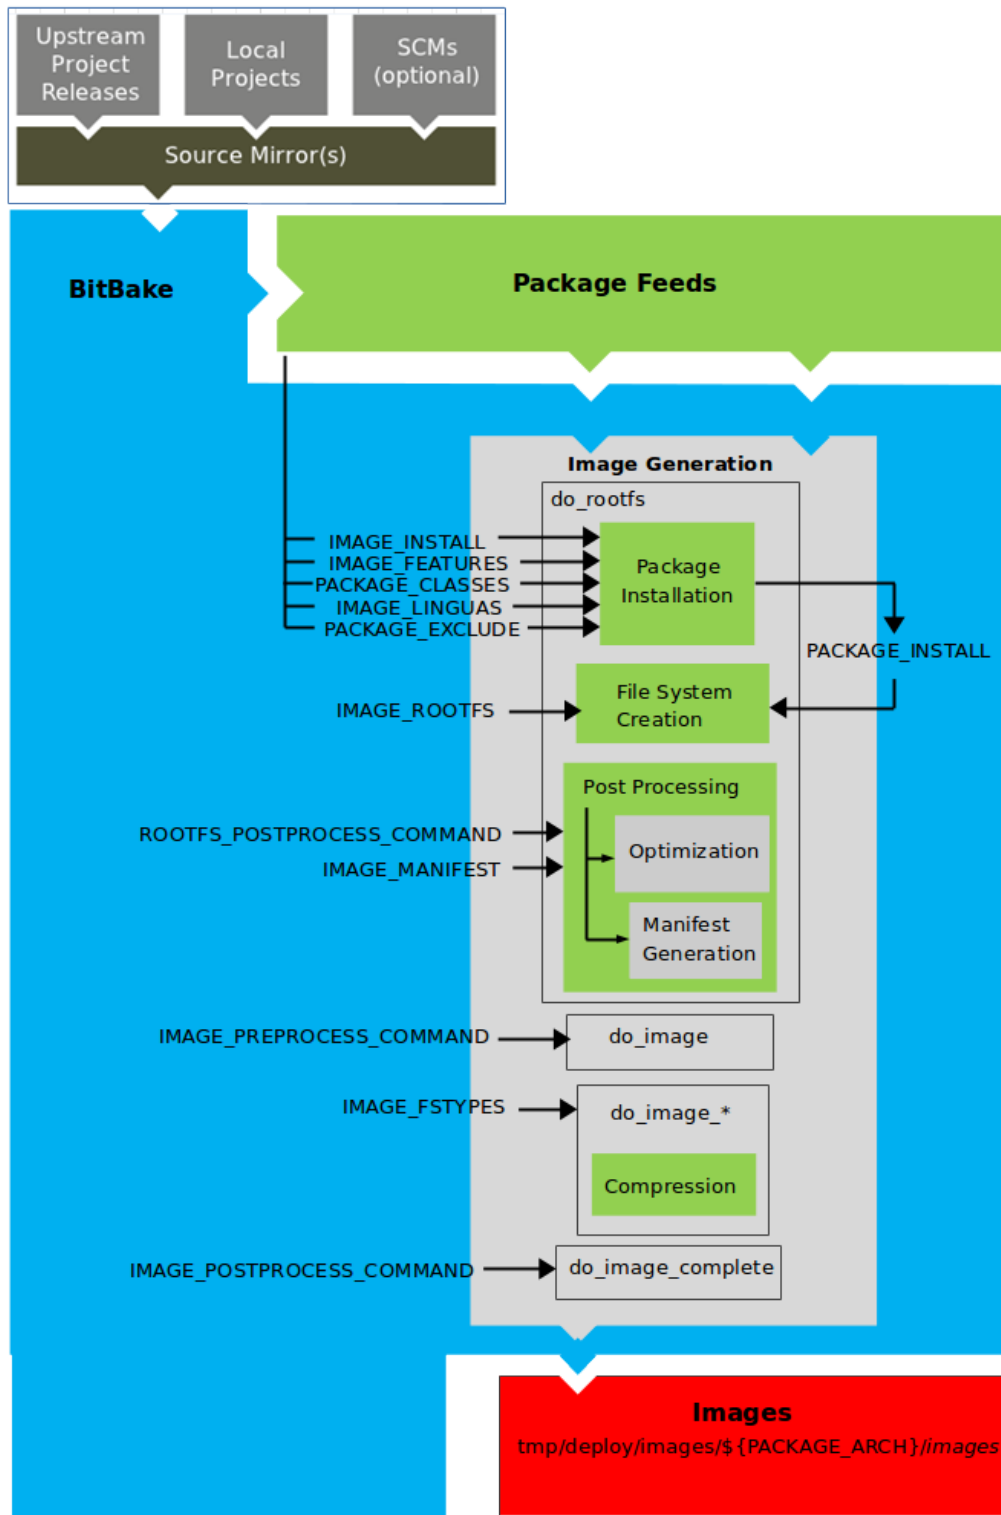 Upstream
Project
Releases
Local
Projects
SCMs
(optional)
Source Mirror(s)
BitBake
Package Feeds
Image Generation
do_rootfs
IMAGE_INSTALL
IMAGE_FEATURES
PACKAGE_CLASSES
IMAGE_LINGUAS
PACKAGE_EXCLUDE
Package
Installation
PACKAGE_INSTALL
IMAGE_ROOTFS
File System
Creation
Post Processing
ROOTFS_POSTPROCESS_COMMAND
IMAGE_MANIFEST
Optimization
Manifest
Generation
IMAGE_PREPROCESS_COMMAND
do_image
IMAGE_FSTYPES
do_image_*
Compression
IMAGE_POSTPROCESS_COMMAND
do_image_complete
Images
tmp/deploy/images/${PACKAGE_ARCH}/images